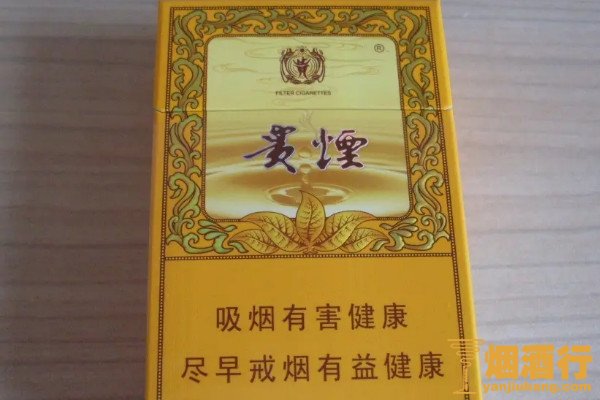 ®
FILTER CIGARETTES
贵煙
吸烟有害健康
尽早戒烟有益健康
烟酒行
yanjiuhang.com